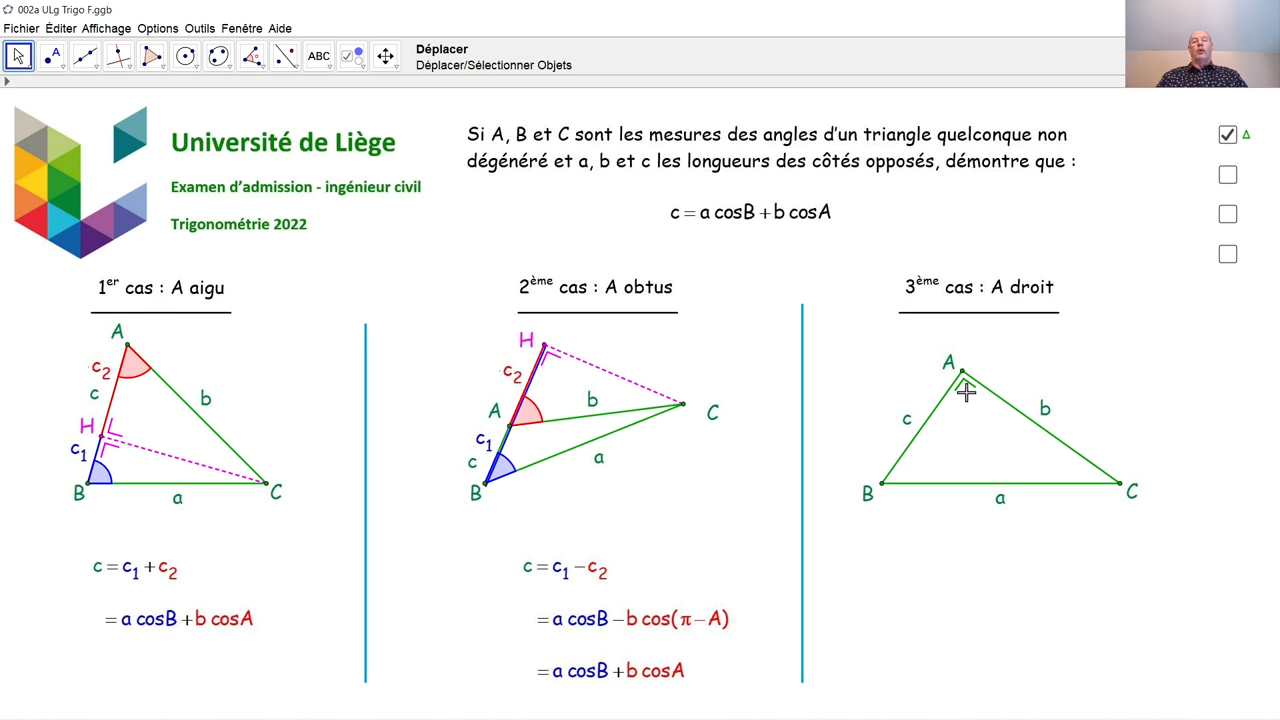 002a ULg Trigo F.ggb
Fichier Éditer Affichage Options Outils Fenêtre Aide
A
ABC
Déplacer
Déplacer/Sélectionner Objets
Université de Liège
Examen d'admission - ingénieur civil
Trigonométrie 2022
Si A, B et C sont les mesures des angles d'un triangle quelconque non
dégénéré et a, b et c les longueurs des côtés opposés, démontre que :
c = a cosB + b cosA
Δ
1er cas : A aigu
A
c2
c
b
H
c1
B
a
C
c = c1 + c2
= a cosB + b cosA
2ème cas : A obtus
H
c2
A
b
C
c1
c
a
B
c = c1 − c2
= a cosB − b cos(π − A)
= a cosB + b cosA
3ème cas : A droit
A
c
b
B
a
C